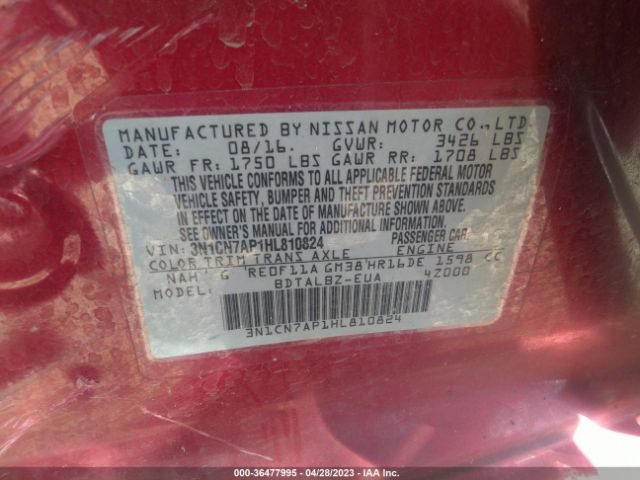 MANUFACTURED BY NISSAN MOTOR CO., LTD
DATE: 08/16. GVWR: 3426 LBS
GAWR FR: 1750 LBS GAWR RR: 1708 LBS
THIS VEHICLE CONFORMS TO ALL APPLICABLE FEDERAL MOTOR
VEHICLE SAFETY, BUMPER AND THEFT PREVENTION STANDARDS
IN EFFECT ON THE DATE OF MANUFACTURE SHOWN ABOVE.
SEE OWNER'S MANUAL FOR ADDITIONAL INFORMATION.
VIN: 3N1CN7AP1HL810824 PASSENGER CAR
COLOR TRIM TRANS AXLE ENGINE
NAH G RE0F11A GM38 HR16DE 1598 CC
MODEL: BDTALBZ-EUA 4Z000
3N1CN7AP1HL810824
000-36477995 - 04/28/2023 - IAA Inc.